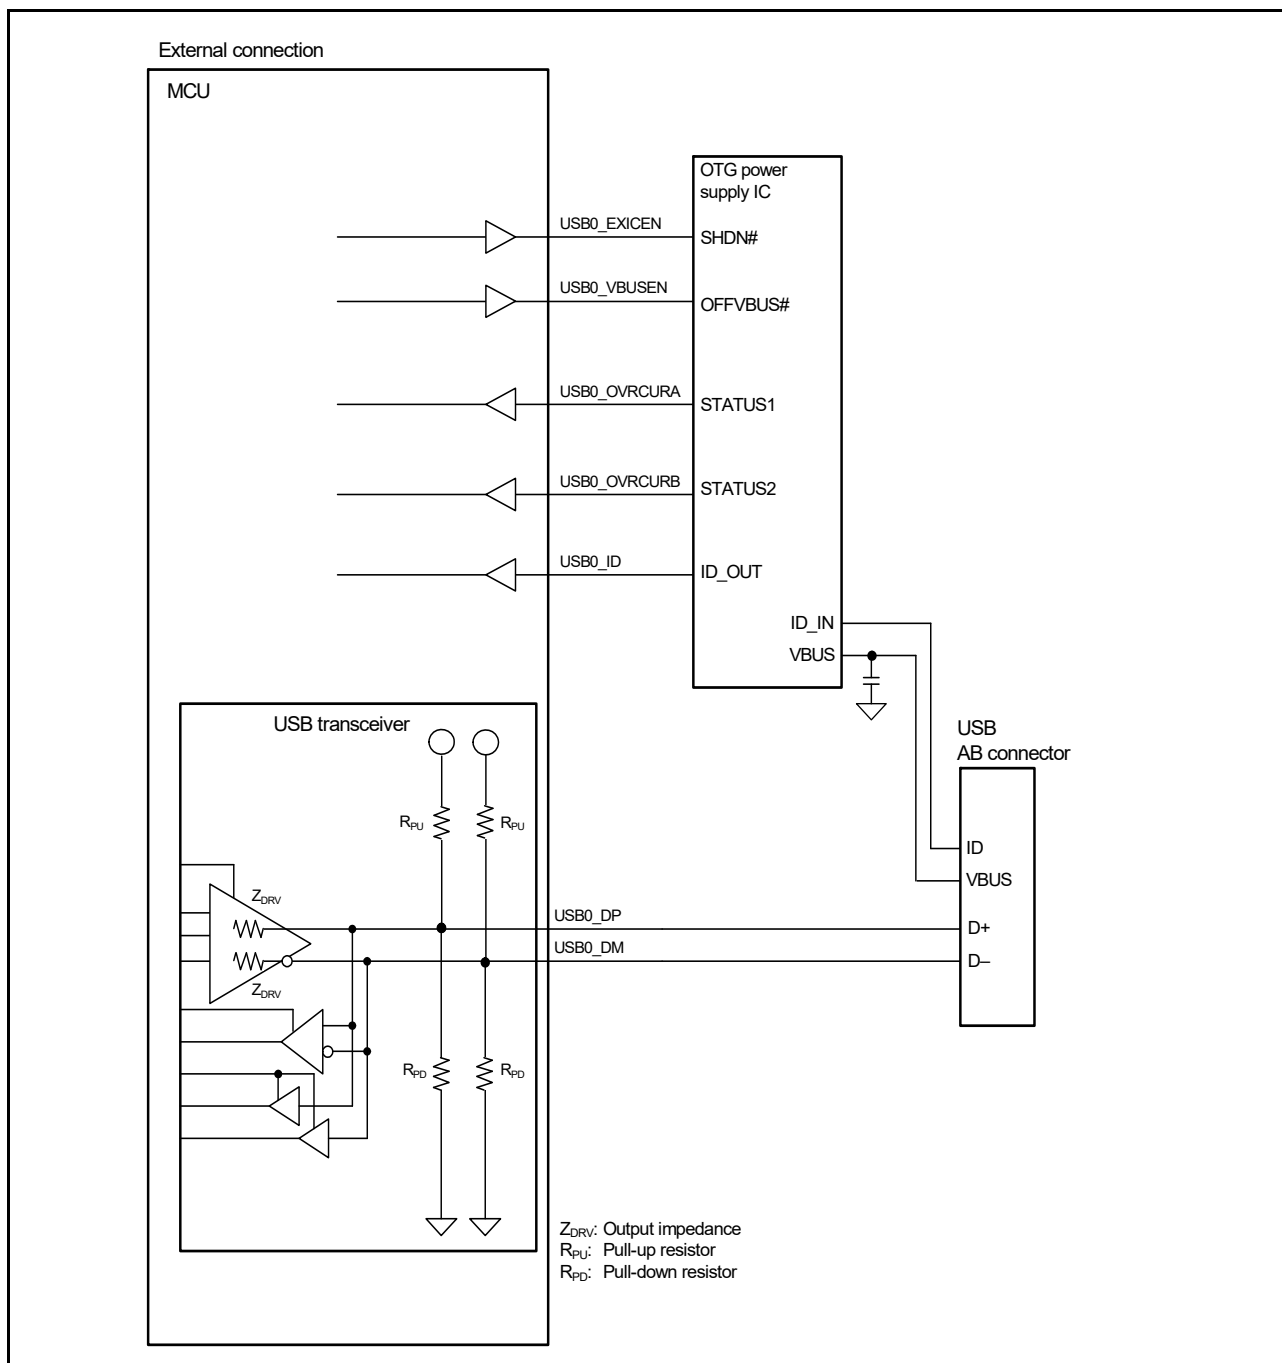 External connection
MCU
OTG power
supply IC
USB0_EXICEN
SHDN#
USB0_VBUSEN
OFFVBUS#
USB0_OVRCURA
STATUS1
USB0_OVRCURB
STATUS2
USB0_ID
ID_OUT
ID_IN
VBUS
USB transceiver
USB
AB connector
RPU
RPU
ID
VBUS
ZDRV
USB0_DP
D+
USB0_DM
D–
ZDRV
RPD
RPD
ZDRV: Output impedance
RPU: Pull-up resistor
RPD: Pull-down resistor